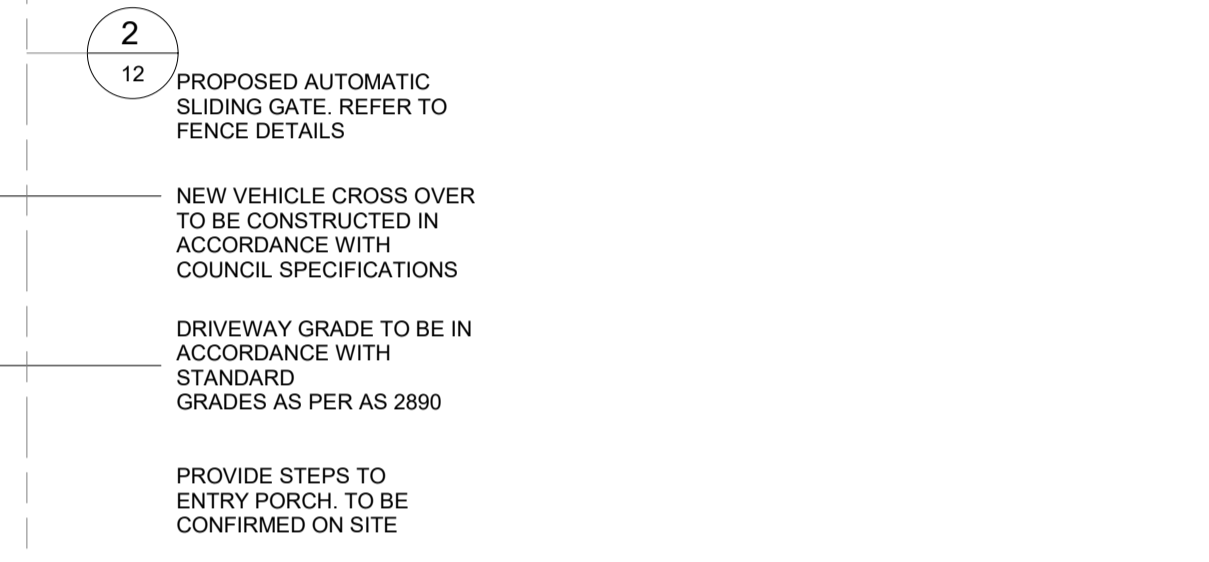 2
12
PROPOSED AUTOMATIC
SLIDING GATE. REFER TO
FENCE DETAILS
NEW VEHICLE CROSS OVER
TO BE CONSTRUCTED IN
ACCORDANCE WITH
COUNCIL SPECIFICATIONS
DRIVEWAY GRADE TO BE IN
ACCORDANCE WITH
STANDARD
GRADES AS PER AS 2890
PROVIDE STEPS TO
ENTRY PORCH. TO BE
CONFIRMED ON SITE